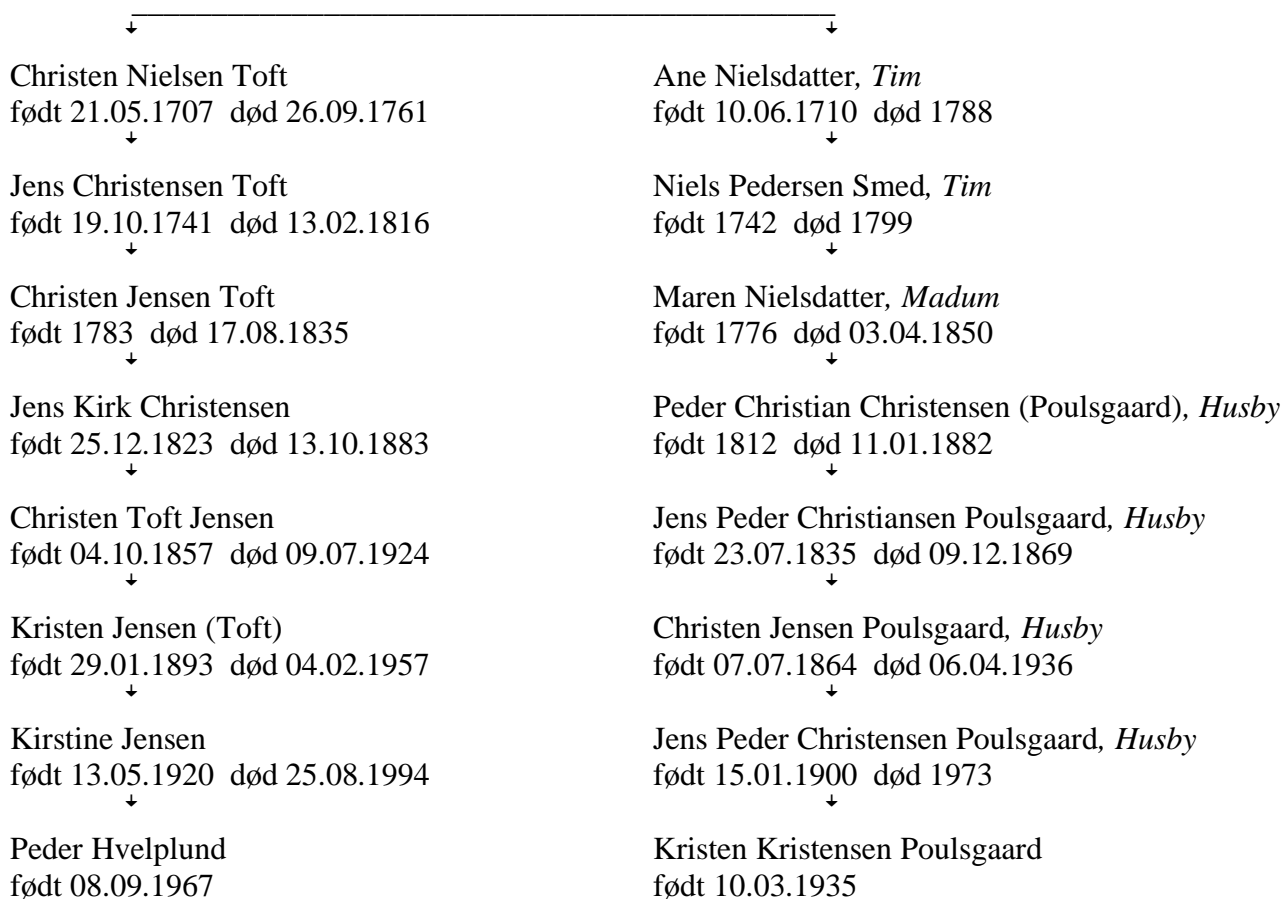 Christen Nielsen Toft
født 21.05.1707 død 26.09.1761
Jens Christensen Toft
født 19.10.1741 død 13.02.1816
Christen Jensen Toft
født 1783 død 17.08.1835
Jens Kirk Christensen
født 25.12.1823 død 13.10.1883
Christen Toft Jensen
født 04.10.1857 død 09.07.1924
Kristen Jensen (Toft)
født 29.01.1893 død 04.02.1957
Kirstine Jensen
født 13.05.1920 død 25.08.1994
Peder Hvelplund
født 08.09.1967
Ane Nielsdatter, Tim
født 10.06.1710 død 1788
Niels Pedersen Smed, Tim
født 1742 død 1799
Maren Nielsdatter, Madum
født 1776 død 03.04.1850
Peder Christian Christensen (Poulsgaard), Husby
født 1812 død 11.01.1882
Jens Peder Christiansen Poulsgaard, Husby
født 23.07.1835 død 09.12.1869
Christen Jensen Poulsgaard, Husby
født 07.07.1864 død 06.04.1936
Jens Peder Christensen Poulsgaard, Husby
født 15.01.1900 død 1973
Kristen Kristensen Poulsgaard
født 10.03.1935